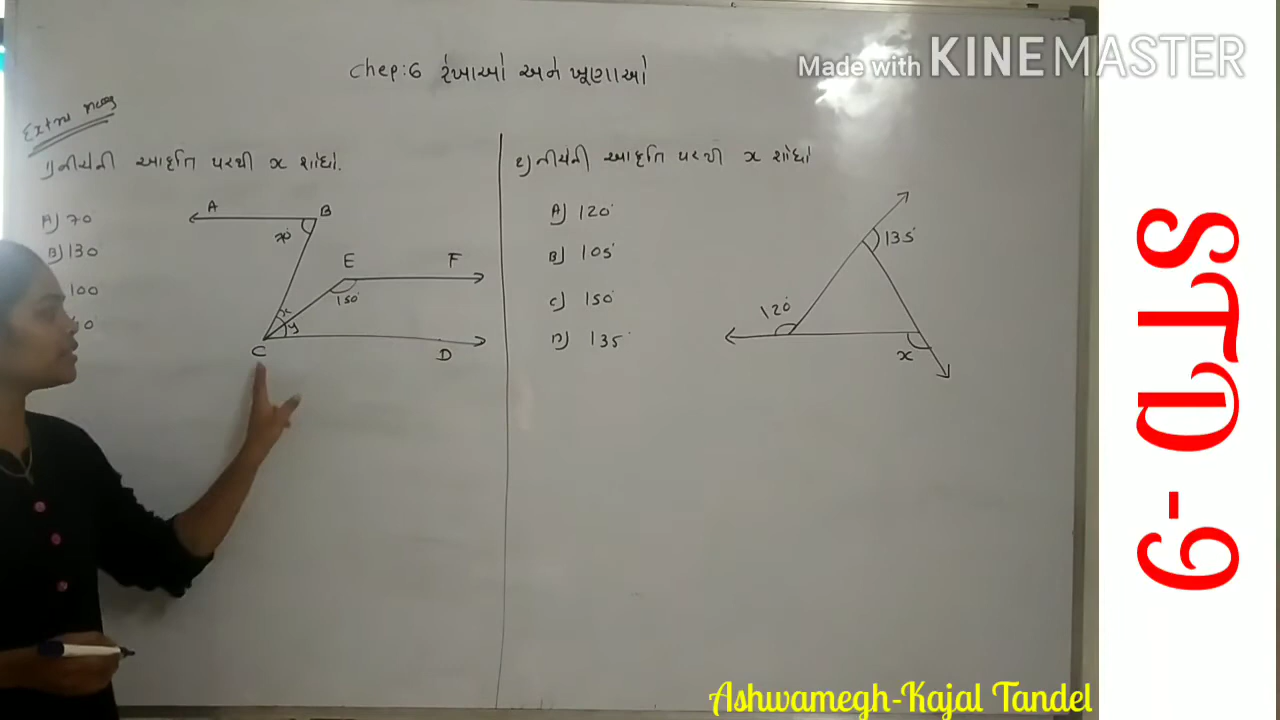 Made with KINEMASTER
Chep:6 રેખાઓ અને ખૂણાઓ
Extra
1) નીચેની આકૃતિ પરથી x શોધો.
A) 70
B) 130
100
A B
E F
150°
x
y
C D
2) નીચેની આકૃતિ પરથી x શોધો
A) 120°
B) 105°
C) 150°
D) 135°
135°
120°
x
STD - 9
Ashwamegh-Kajal Tandel